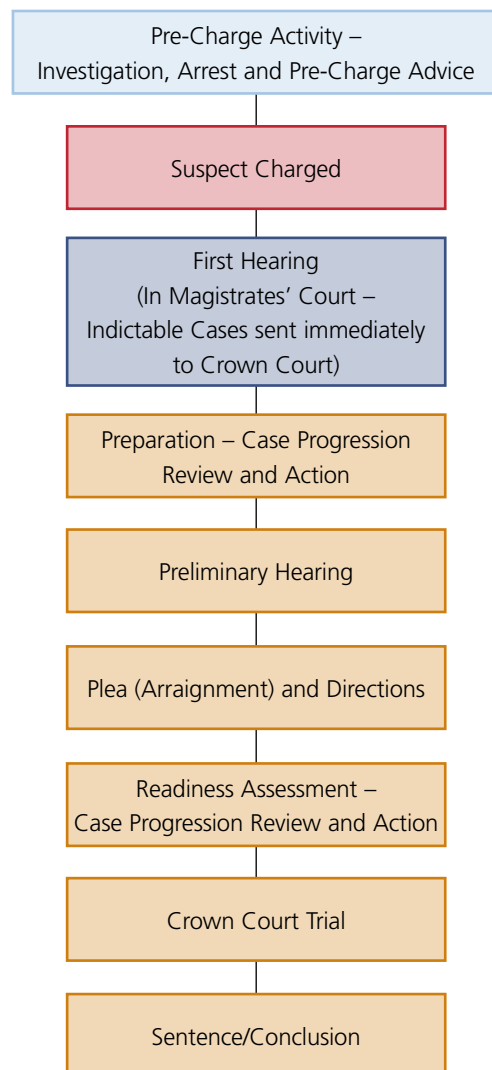 Pre-Charge Activity –
Investigation, Arrest and Pre-Charge Advice
Suspect Charged
First Hearing
(In Magistrates’ Court –
Indictable Cases sent immediately
to Crown Court)
Preparation – Case Progression
Review and Action
Preliminary Hearing
Plea (Arraignment) and Directions
Readiness Assessment –
Case Progression Review and Action
Crown Court Trial
Sentence/Conclusion